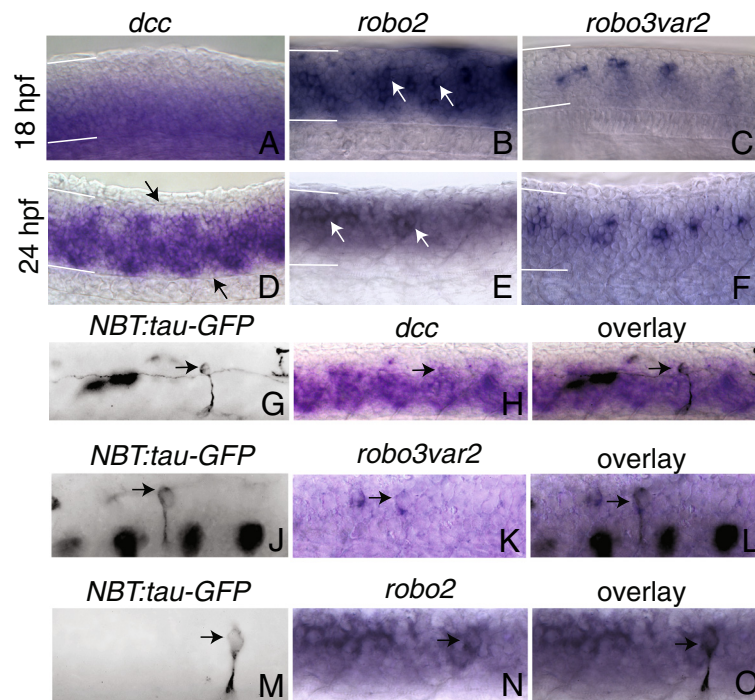 dcc robo2 robo3var2
18 hpf
A B C
24 hpf
D E F
NBT:tau-GFP dcc overlay
G H I
NBT:tau-GFP robo3var2 overlay
J K L
NBT:tau-GFP robo2 overlay
M N O